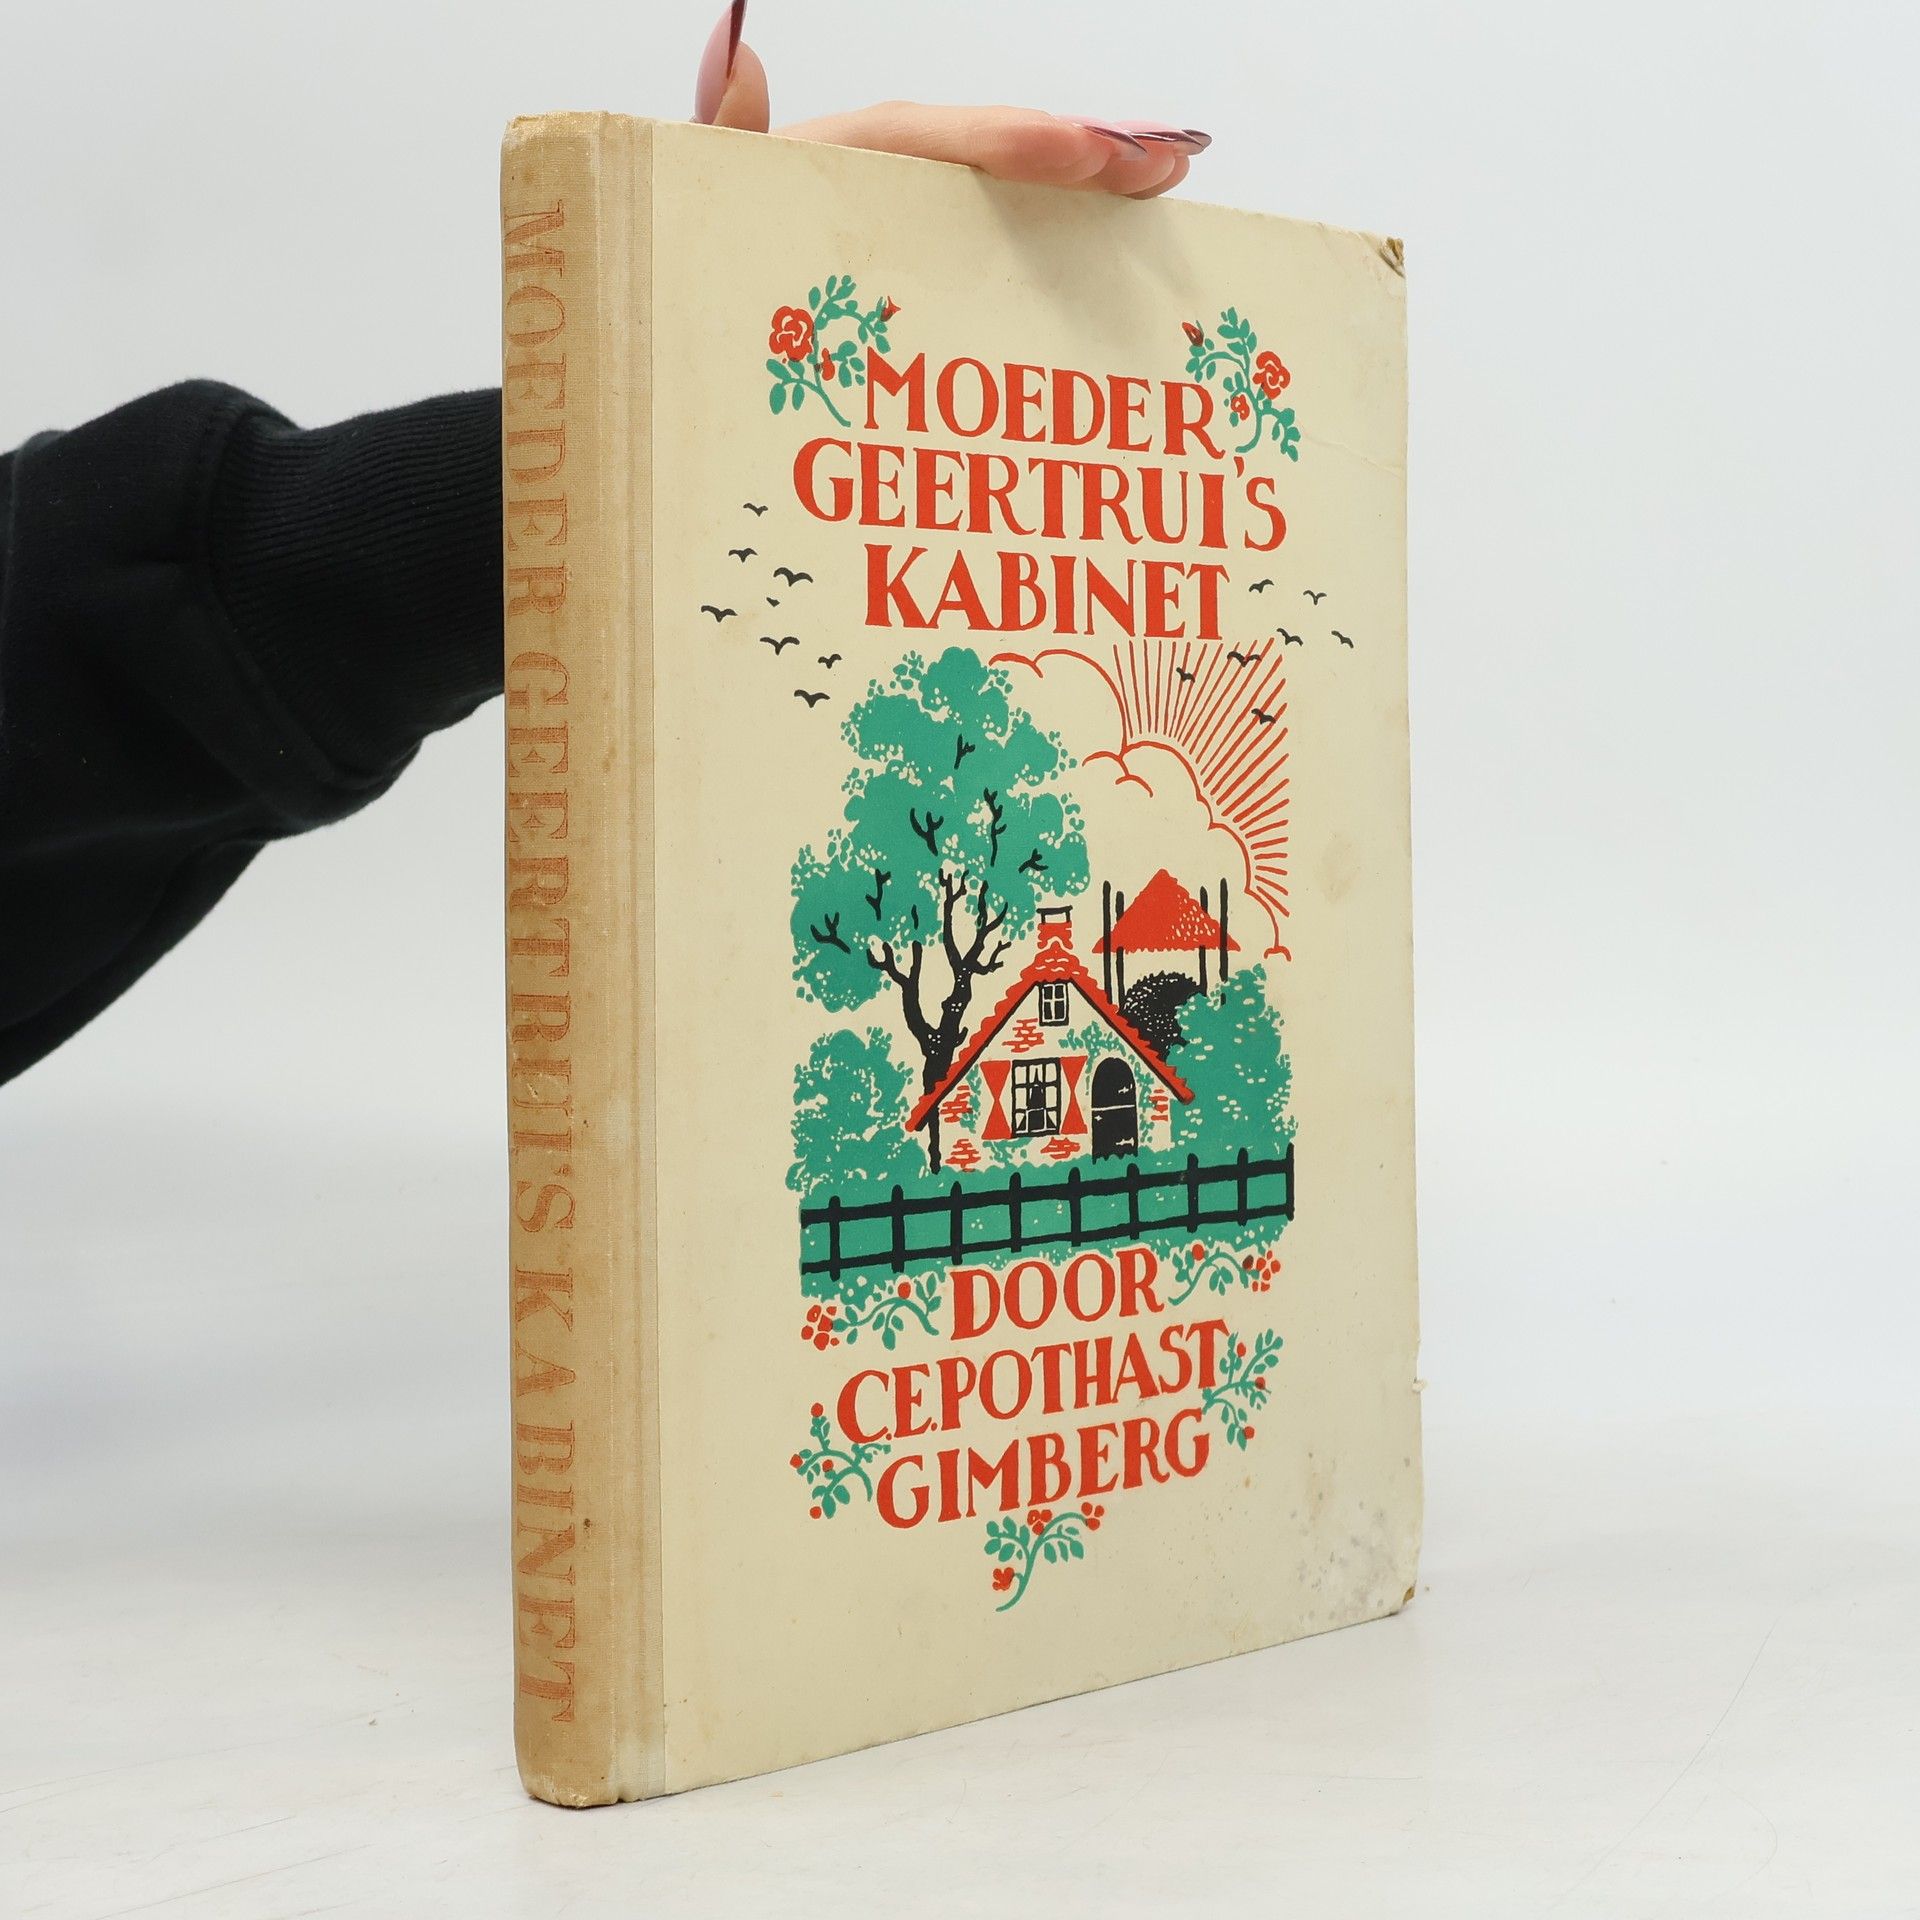 MOEDER GEERTRUI'S KABINET
MOEDER
GEERTRUI'S
KABINET
DOOR
C.E.POTHAST
GIMBERG